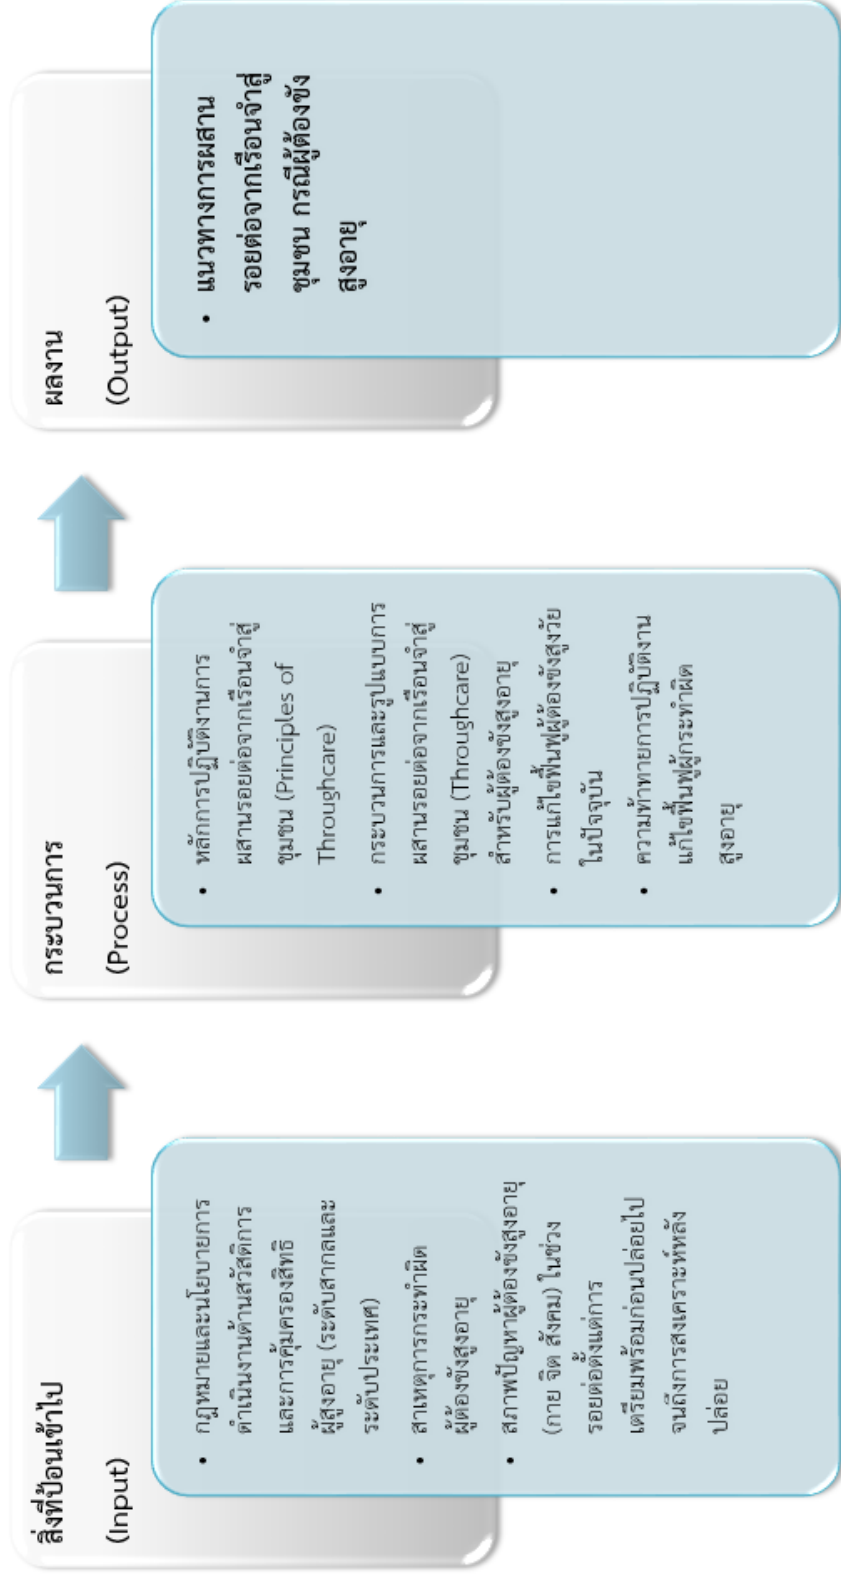 สิ่งที่ป้อนเข้าไป
(Input)
• กฎหมายและนโยบายการ
ดำเนินงานด้านสวัสดิการ
และการคุ้มครองสิทธิ
ผู้สูงอายุ (ระดับสากลและ
ระดับประเทศ)
• สาเหตุการกระทำผิด
ผู้ต้องขังสูงอายุ
• สภาพปัญหาผู้ต้องขังสูงอายุ
(กาย จิต สังคม) ในช่วง
รอยต่อตั้งแต่การ
เตรียมพร้อมก่อนปล่อยไป
จนถึงการสงเคราะห์หลัง
ปล่อย
กระบวนการ
(Process)
• หลักการปฏิบัติงานการ
ผสานรอยต่อจากเรือนจำสู่
ชุมชน (Principles of
Throughcare)
• กระบวนการและรูปแบบการ
ผสานรอยต่อจากเรือนจำสู่
ชุมชน (Throughcare)
สำหรับผู้ต้องขังสูงอายุ
• การแก้ไขฟื้นฟูผู้ต้องขังสูงวัย
ในปัจจุบัน
• ความท้าทายการปฏิบัติงาน
แก้ไขฟื้นฟูผู้กระทำผิด
สูงอายุ
ผลงาน
(Output)
• แนวทางการผสาน
รอยต่อจากเรือนจำสู่
ชุมชน กรณีผู้ต้องขัง
สูงอายุ